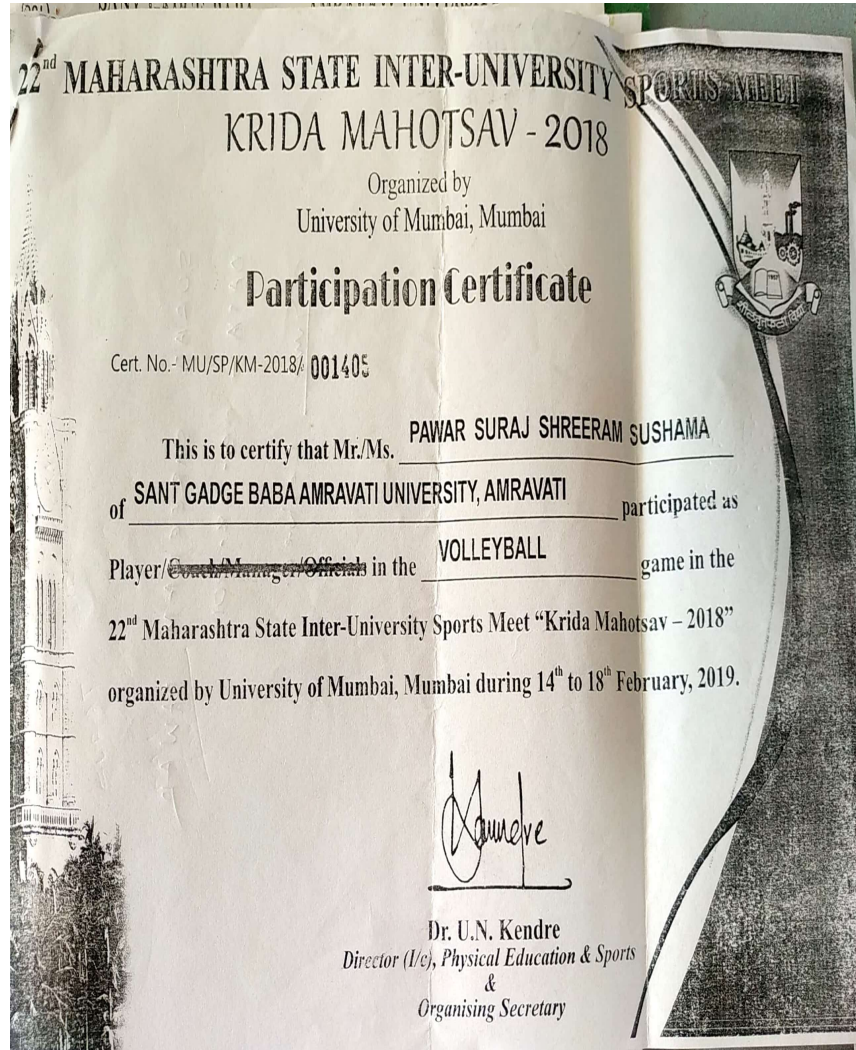 22nd MAHARASHTRA STATE INTER-UNIVERSITY SPORTS MEET
KRIDA MAHOTSAV - 2018
Organized by
University of Mumbai, Mumbai
Participation Certificate
Cert. No.- MU/SP/KM-2018/ 001405
This is to certify that Mr./Ms. PAWAR SURAJ SHREERAM SUSHAMA
of SANT GADGE BABA AMRAVATI UNIVERSITY, AMRAVATI participated as
Player/Coach/Manager/Officials in the VOLLEYBALL game in the
22nd Maharashtra State Inter-University Sports Meet “Krida Mahotsav – 2018”
organized by University of Mumbai, Mumbai during 14th to 18th February, 2019.
Dr. U.N. Kendre
Director (I/c), Physical Education & Sports
&
Organising Secretary